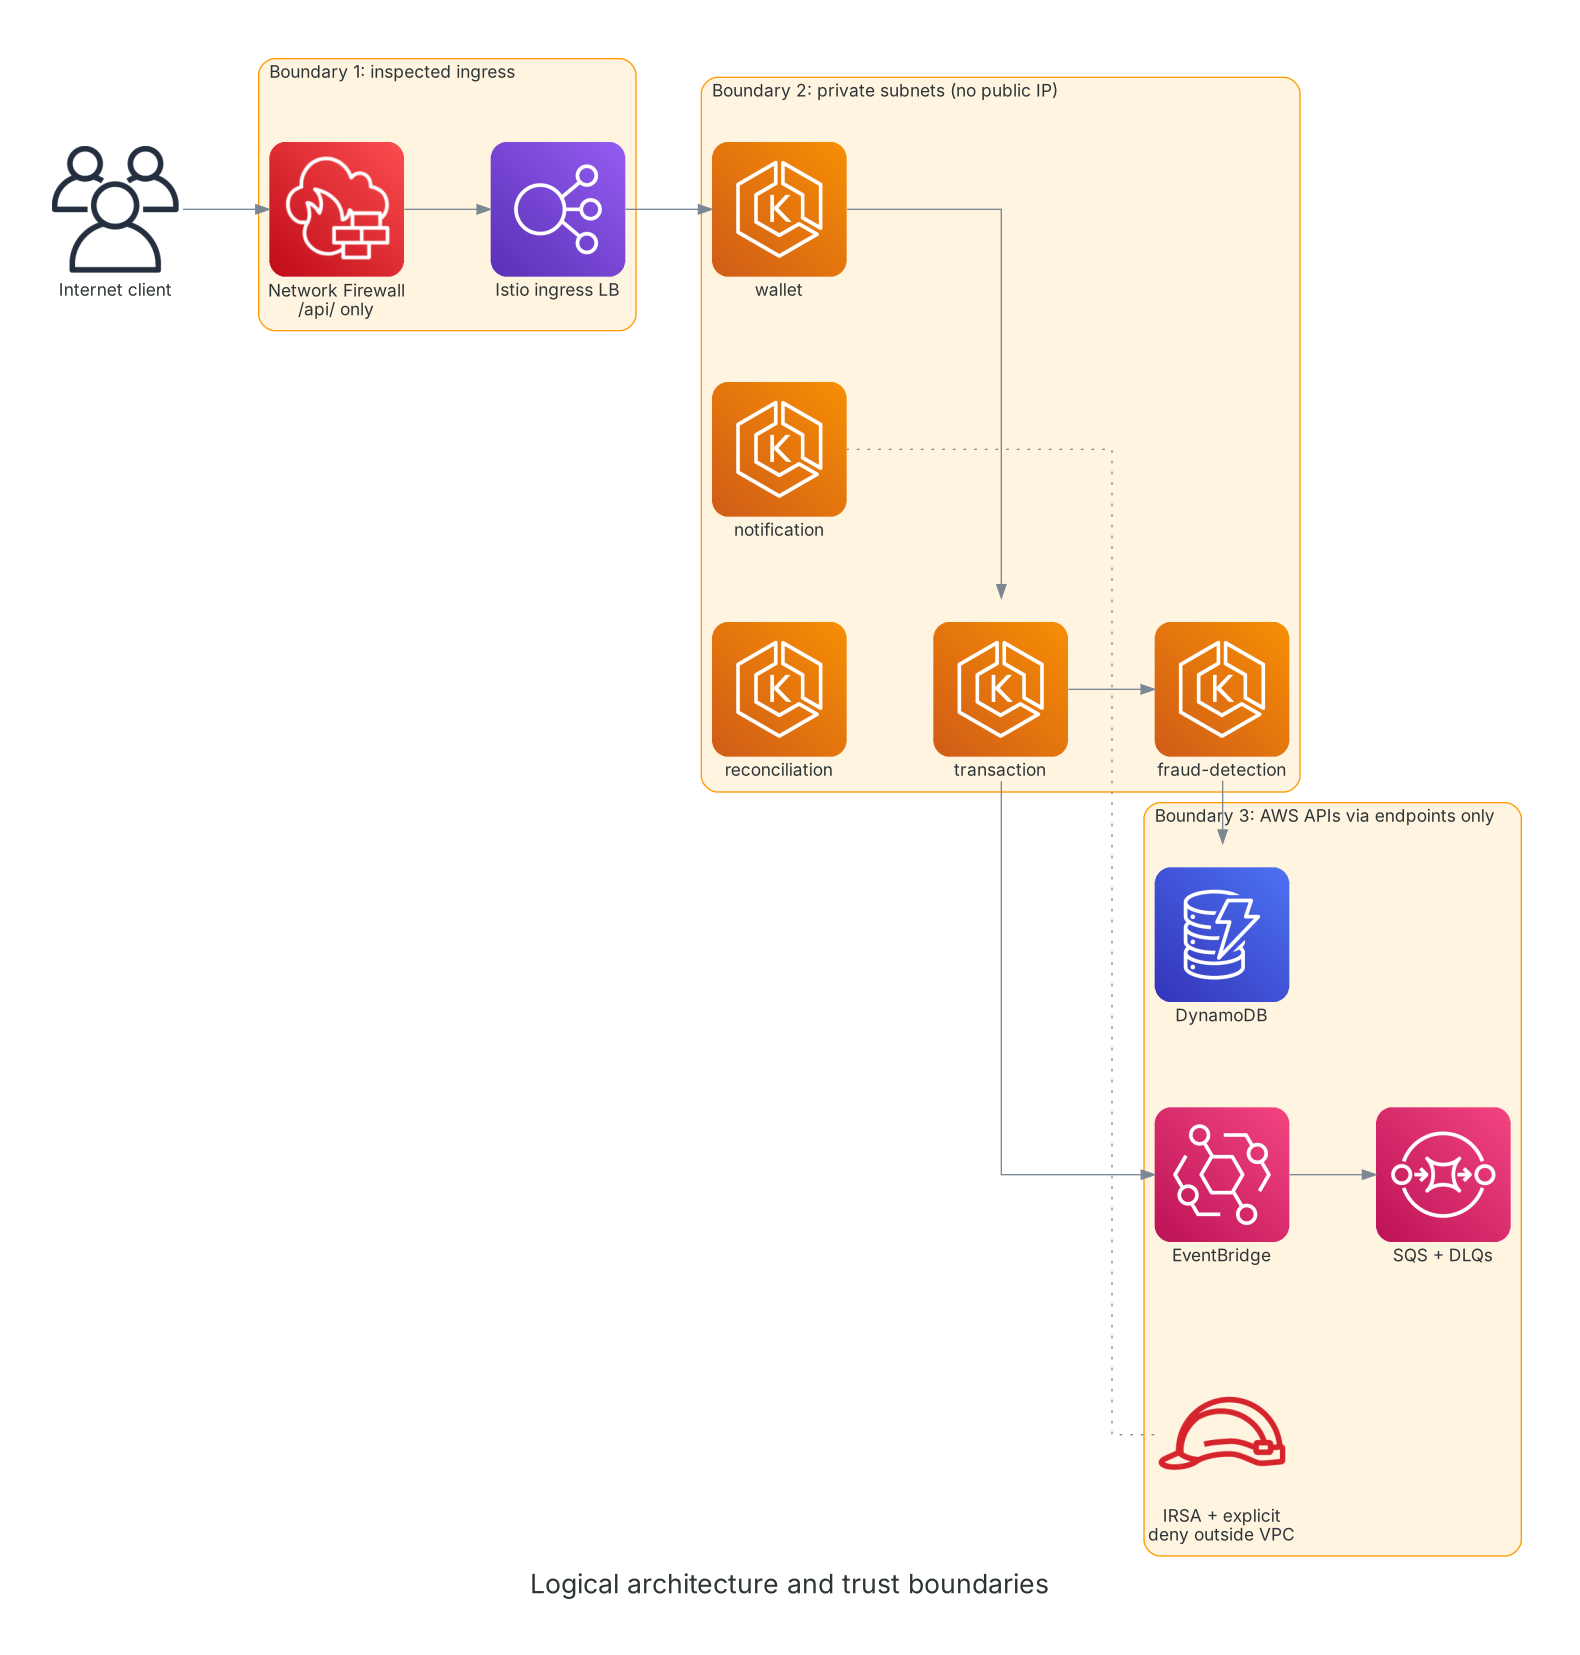 Boundary 1: inspected ingress
Boundary 2: private subnets (no public IP)
Internet client
Network Firewall
/api/ only
Istio ingress LB
K
wallet
K
notification
K
reconciliation
K
transaction
K
fraud-detection
Boundary 3: AWS APIs via endpoints only
DynamoDB
EventBridge
SQS + DLQs
IRSA + explicit
deny outside VPC
Logical architecture and trust boundaries